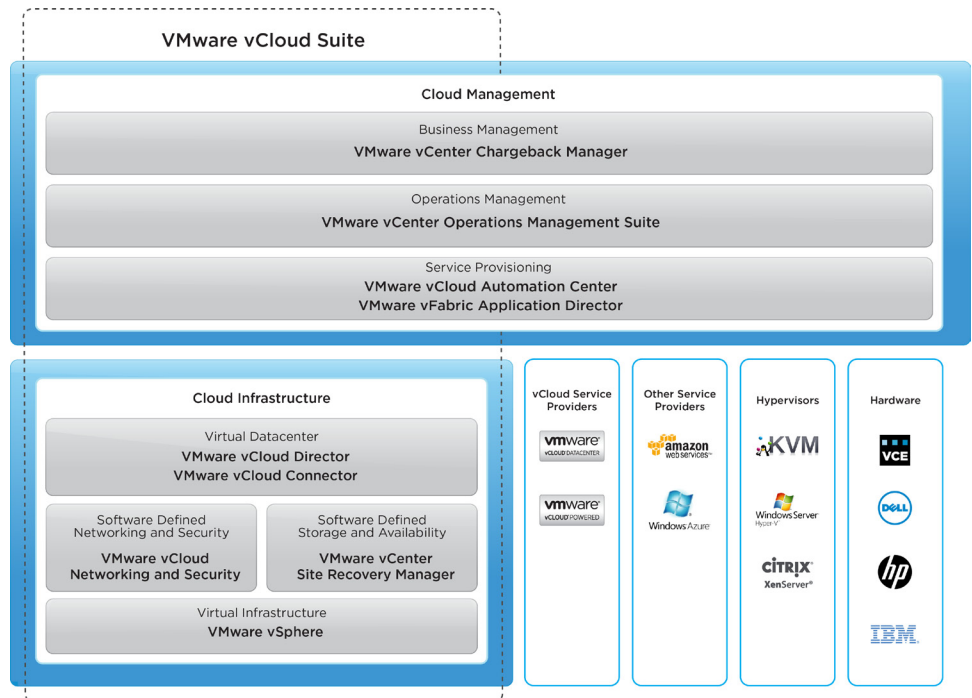 VMware vCloud Suite
Cloud Management
Business Management
VMware vCenter Chargeback Manager
Operations Management
VMware vCenter Operations Management Suite
Service Provisioning
VMware vCloud Automation Center
VMware vFabric Application Director
Cloud Infrastructure
Virtual Datacenter
VMware vCloud Director
VMware vCloud Connector
Software Defined
Networking and Security
VMware vCloud
Networking and Security
Software Defined
Storage and Availability
VMware vCenter
Site Recovery Manager
Virtual Infrastructure
VMware vSphere
vCloud Service
Providers
vmware®
vCLOUD DATACENTER
vmware®
vCLOUD POWERED
Other Service
Providers
amazon
webservices™
Windows Azure™
Hypervisors
KVM
Windows Server
Hyper-V™
CITRIX®
XenServer®
Hardware
VCE
DELL
hp
IBM®